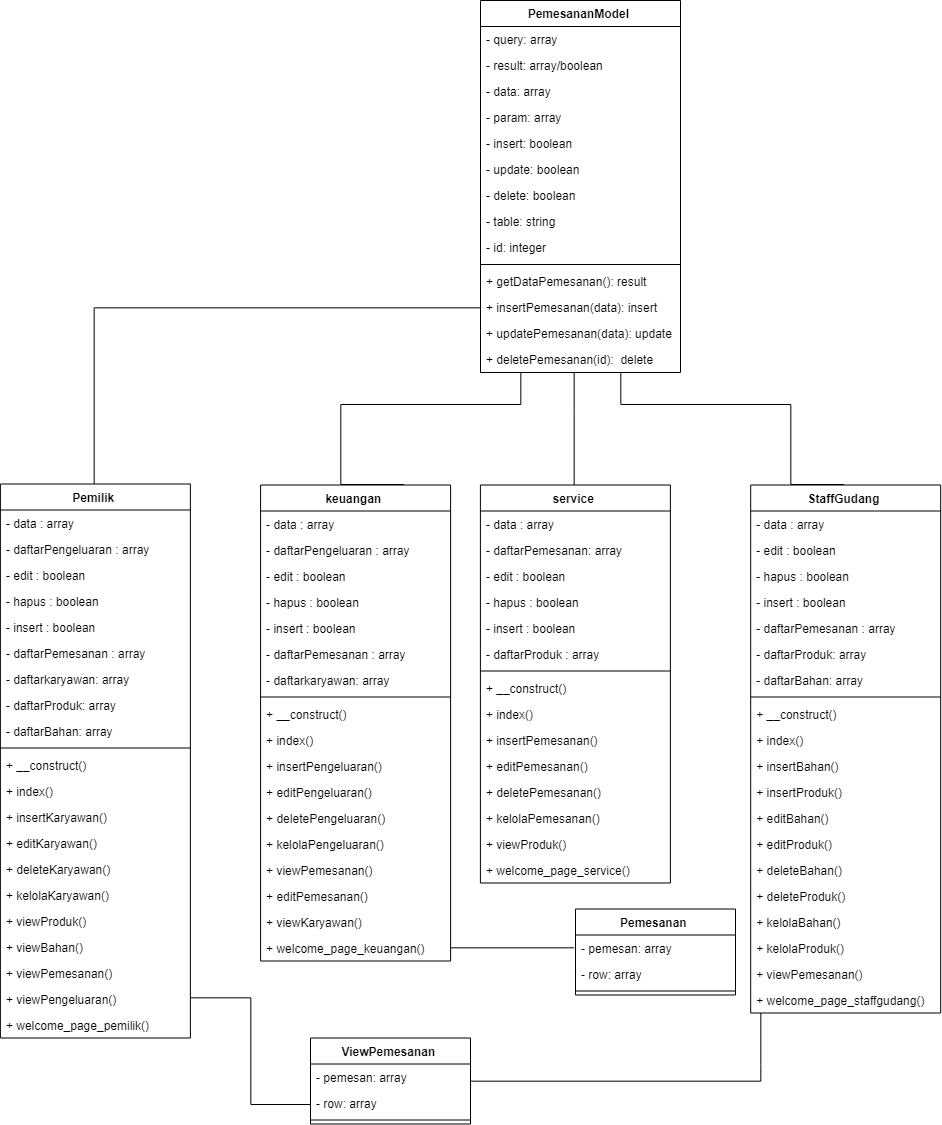 PemesananModel
- query: array
- result: array/boolean
- data: array
- param: array
- insert: boolean
- update: boolean
- delete: boolean
- table: string
- id: integer
+ getDataPemesanan(): result
+ insertPemesanan(data): insert
+ updatePemesanan(data): update
+ deletePemesanan(id):  delete
Pemilik
- data : array
- daftarPengeluaran : array
- edit : boolean
- hapus : boolean
- insert : boolean
- daftarPemesanan : array
- daftarkaryawan: array
- daftarProduk: array
- daftarBahan: array
+ __construct()
+ index()
+ insertKaryawan()
+ editKaryawan()
+ deleteKaryawan()
+ kelolaKaryawan()
+ viewProduk()
+ viewBahan()
+ viewPemesanan()
+ viewPengeluaran()
+ welcome_page_pemilik()
keuangan
- data : array
- daftarPengeluaran : array
- edit : boolean
- hapus : boolean
- insert : boolean
- daftarPemesanan : array
- daftarkaryawan: array
+ __construct()
+ index()
+ insertPengeluaran()
+ editPengeluaran()
+ deletePengeluaran()
+ kelolaPengeluaran()
+ viewPemesanan()
+ editPemesanan()
+ viewKaryawan()
+ welcome_page_keuangan()
service
- data : array
- daftarPemesanan: array
- edit : boolean
- hapus : boolean
- insert : boolean
- daftarProduk : array
+ __construct()
+ index()
+ insertPemesanan()
+ editPemesanan()
+ deletePemesanan()
+ kelolaPemesanan()
+ viewProduk()
+ welcome_page_service()
StaffGudang
- data : array
- edit : boolean
- hapus : boolean
- insert : boolean
- daftarPemesanan : array
- daftarProduk: array
- daftarBahan: array
+ __construct()
+ index()
+ insertBahan()
+ insertProduk()
+ editBahan()
+ editProduk()
+ deleteBahan()
+ deleteProduk()
+ kelolaBahan()
+ kelolaProduk()
+ viewPemesanan()
+ welcome_page_staffgudang()
Pemesanan
- pemesan: array
- row: array
ViewPemesanan
- pemesan: array
- row: array